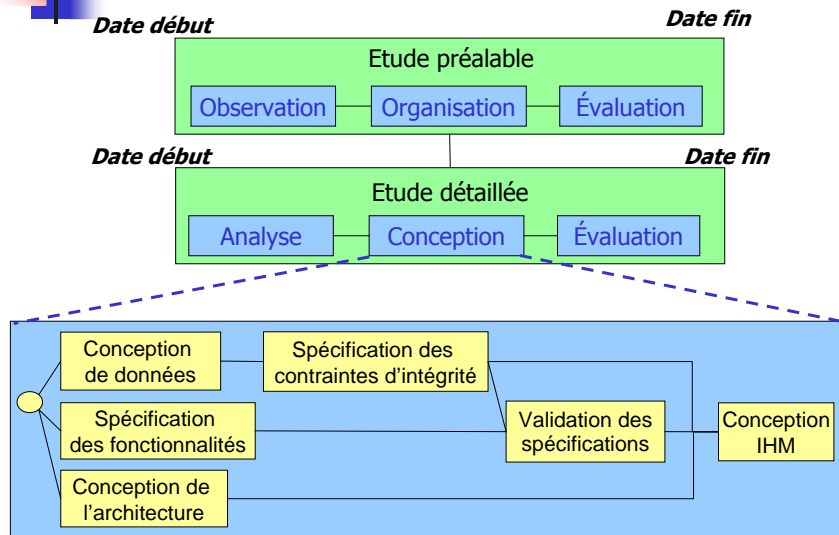 Date début
Date fin
Etude préalable
Observation
Organisation
Évaluation
Date début
Date fin
Etude détaillée
Analyse
Conception
Évaluation
Conception
de données
Spécification des
contraintes d'intégrité
Spécification
des fonctionnalités
Validation des
spécifications
Conception
IHM
Conception de
l'architecture